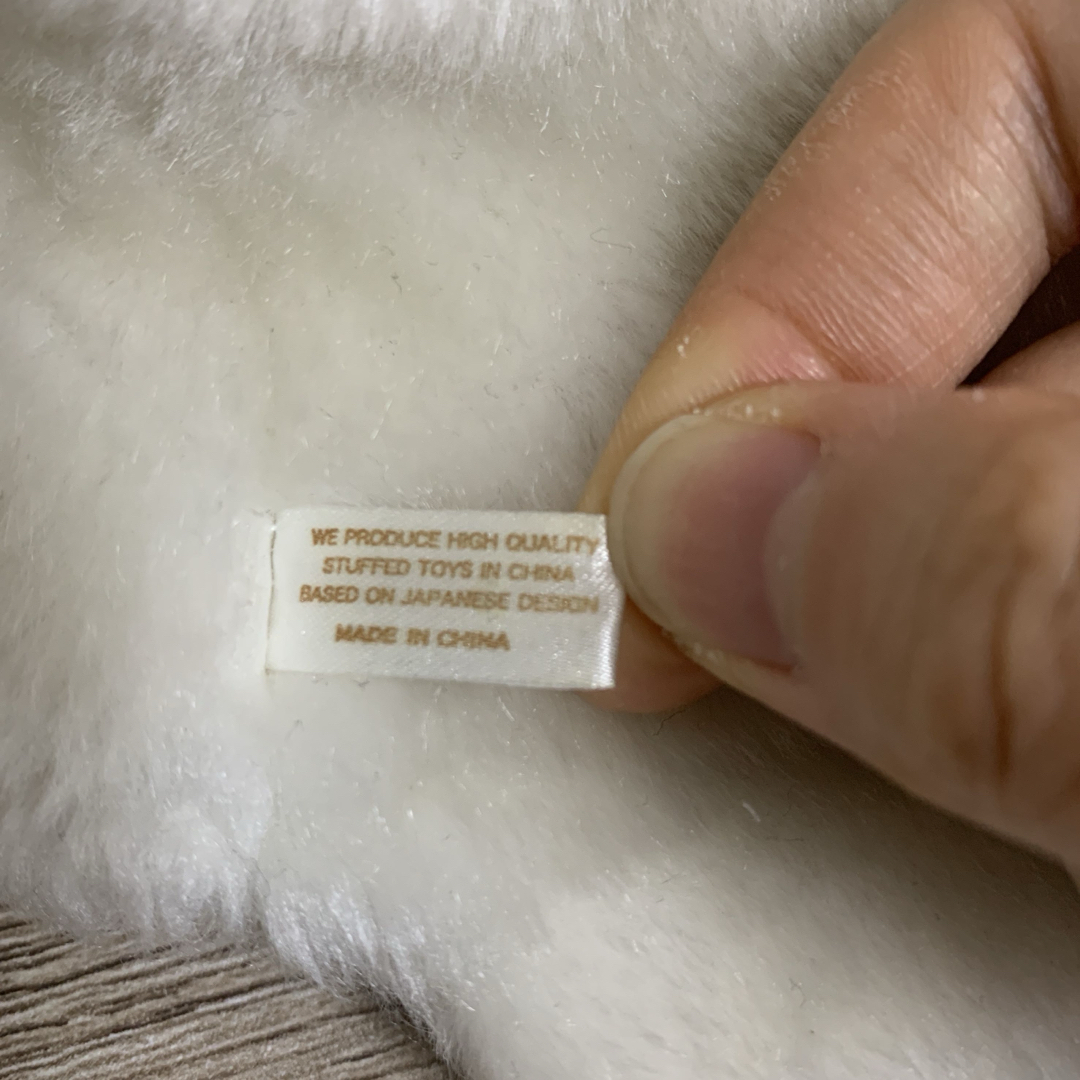 WE PRODUCE HIGH QUALITY
STUFFED TOYS IN CHINA
BASED ON JAPANESE DESIGN
MADE IN CHINA